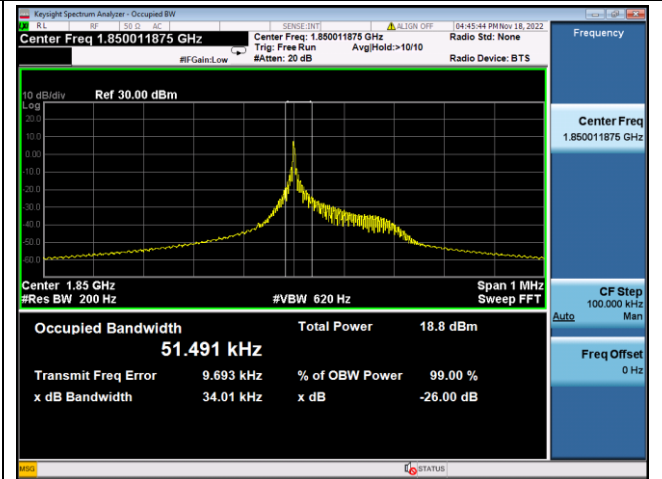 Keysight Spectrum Analyzer - Occupied BW
RL RF 50 Ω AC SENSE:INT ALIGN OFF 04:45:44 PM Nov 18, 2022
Center Freq 1.850011875 GHz Center Freq: 1.850011875 GHz Radio Std: None Frequency
Trig: Free Run Avg|Hold:>10/10
#IFGain:Low #Atten: 20 dB Radio Device: BTS
10 dB/div Ref 30.00 dBm
Log
20.0
10.0
0.00
-10.0
-20.0
-30.0
-40.0
-50.0
-60.0
Center Freq
1.850011875 GHz
Center 1.85 GHz Span 1 MHz
#Res BW 200 Hz #VBW 620 Hz Sweep FFT
CF Step
100.000 kHz
Auto Man
Occupied Bandwidth Total Power 18.8 dBm
51.491 kHz
Freq Offset
0 Hz
Transmit Freq Error 9.693 kHz % of OBW Power 99.00 %
x dB Bandwidth 34.01 kHz x dB -26.00 dB
MSG STATUS